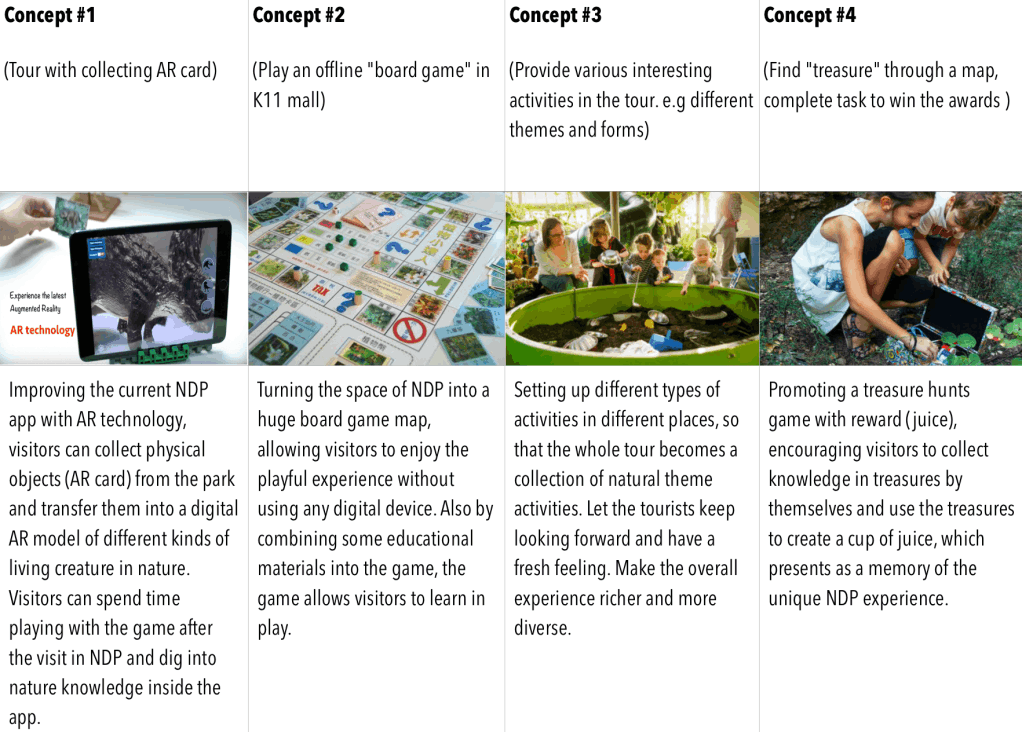 Concept #1
(Tour with collecting AR card)
Experience the latest
Augmented Reality
AR technology
Improving the current NDP
app with AR technology,
visitors can collect physical
objects (AR card) from the park
and transfer them into a digital
AR model of different kinds of
living creature in nature.
Visitors can spend time
playing with the game after
the visit in NDP and dig into
nature knowledge inside the
app.
Concept #2
(Play an offline "board game" in
K11 mall)
TAX
Turning the space of NDP into a
huge board game map,
allowing visitors to enjoy the
playful experience without
using any digital device. Also by
combining some educational
materials into the game, the
game allows visitors to learn in
play.
Concept #3
(Provide various interesting
activities in the tour. e.g different
themes and forms)
Setting up different types of
activities in different places, so
that the whole tour becomes a
collection of natural theme
activities. Let the tourists keep
looking forward and have a
fresh feeling. Make the overall
experience richer and more
diverse.
Concept #4
(Find "treasure" through a map,
complete task to win the awards )
Promoting a treasure hunts
game with reward (juice),
encouraging visitors to collect
knowledge in treasures by
themselves and use the treasures
to create a cup of juice, which
presents as a memory of the
unique NDP experience.